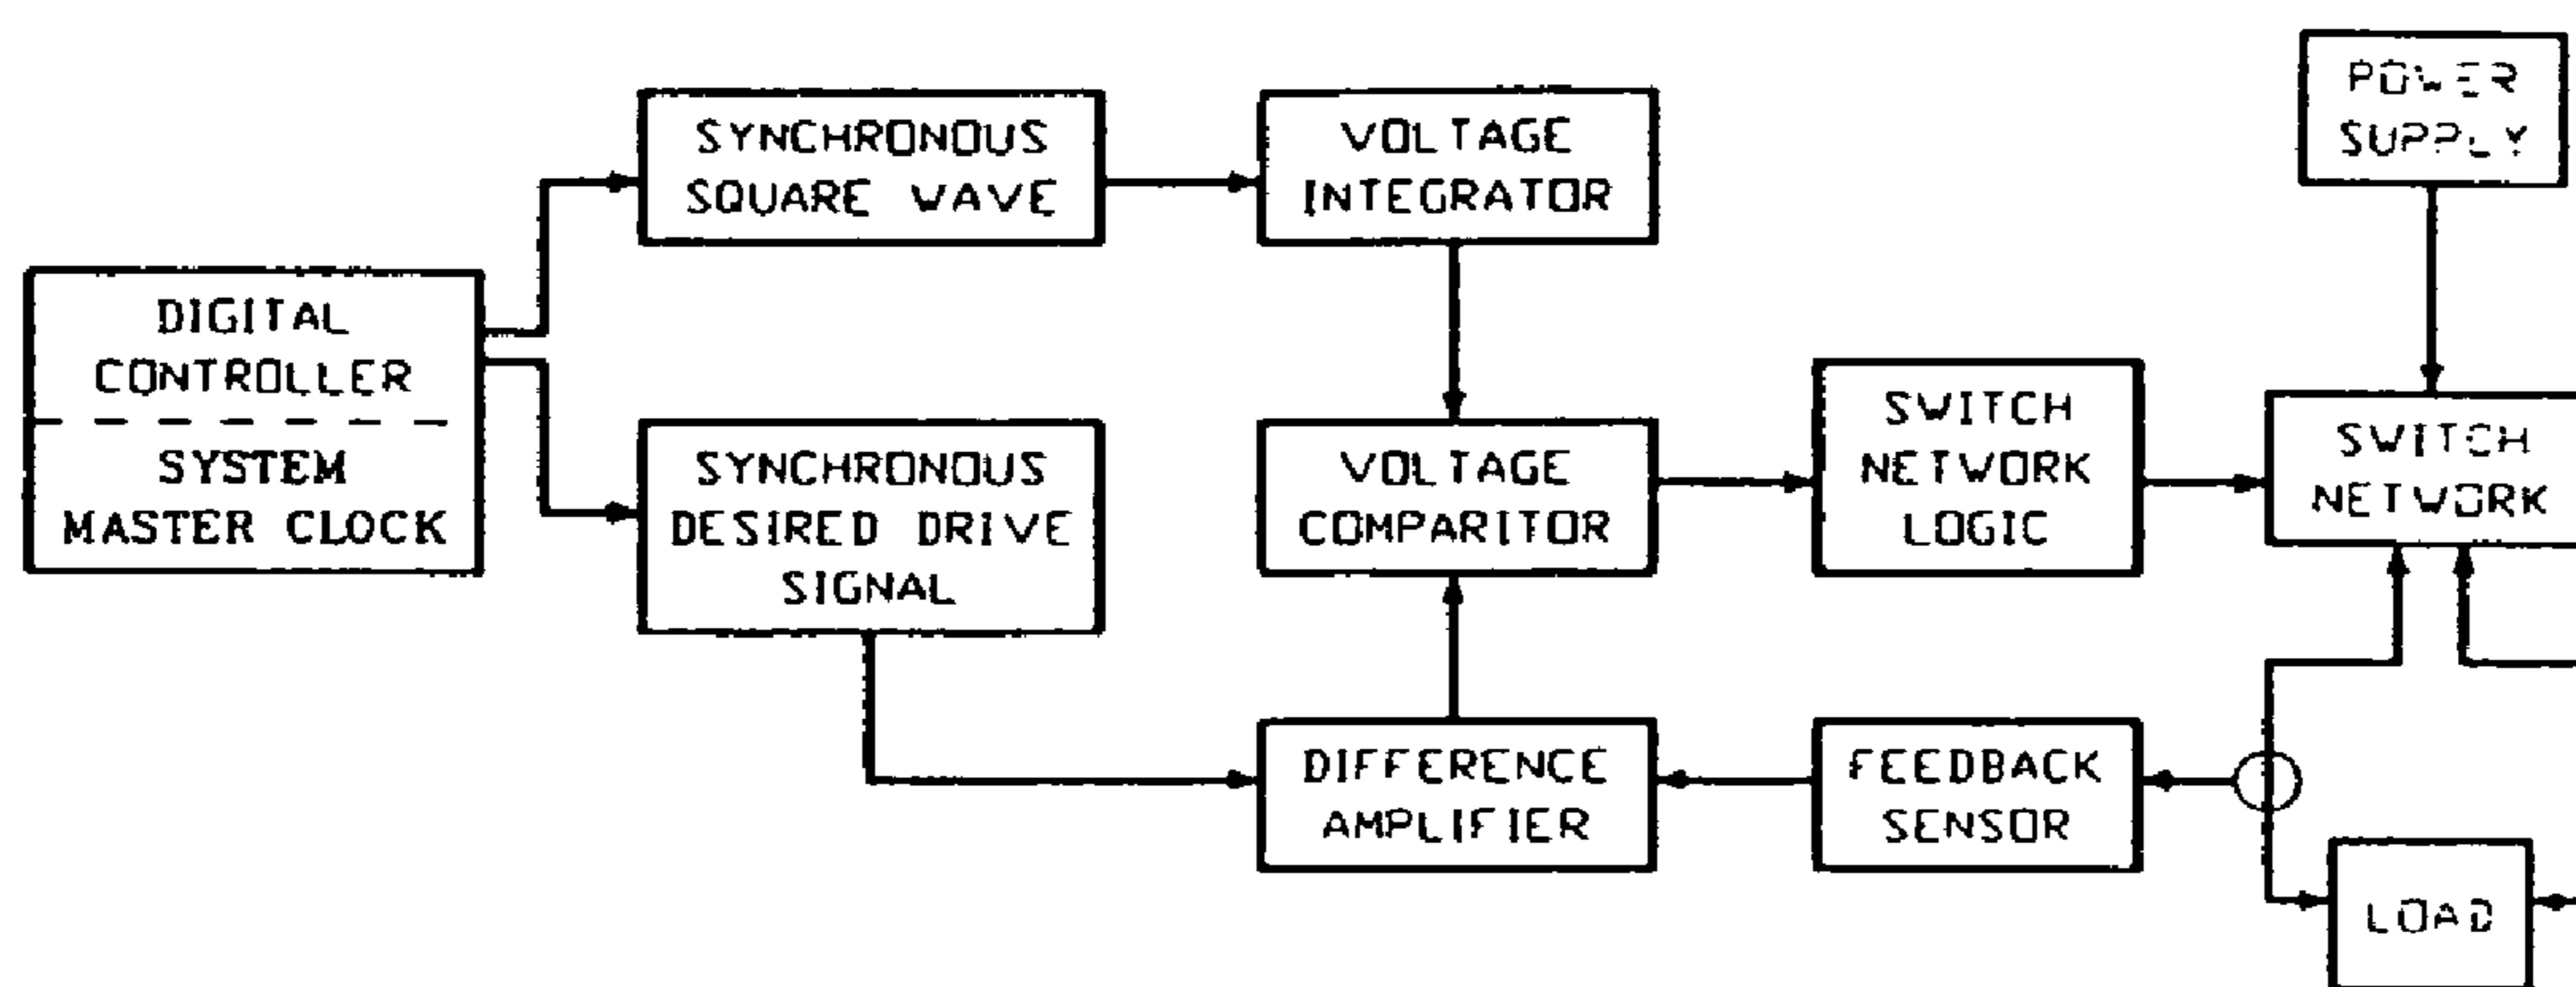 DIGITAL
CONTROLLER
SYSTEM
MASTER CLOCK
SYNCHRONOUS
SQUARE WAVE
SYNCHRONOUS
DESIRED DRIVE
SIGNAL
VOLTAGE
INTEGRATOR
VOLTAGE
COMPARITOR
DIFFERENCE
AMPLIFIER
SWITCH
NETWORK
LOGIC
FEEDBACK
SENSOR
POWER
SUPPLY
SWITCH
NETWORK
LOAD